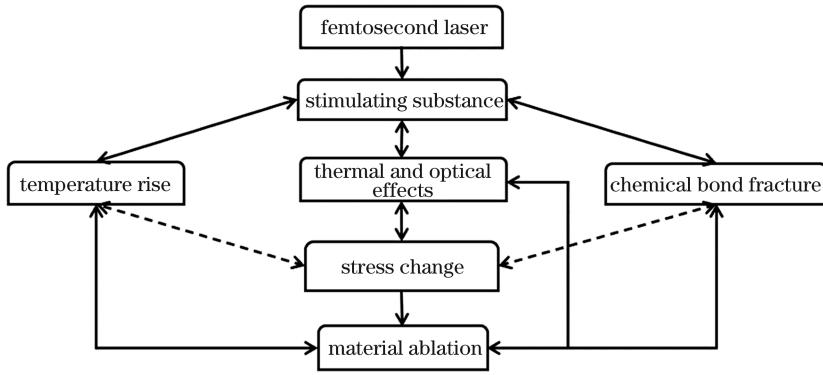 femtosecond laser
stimulating substance
temperature rise
thermal and optical
effects
chemical bond fracture
stress change
material ablation